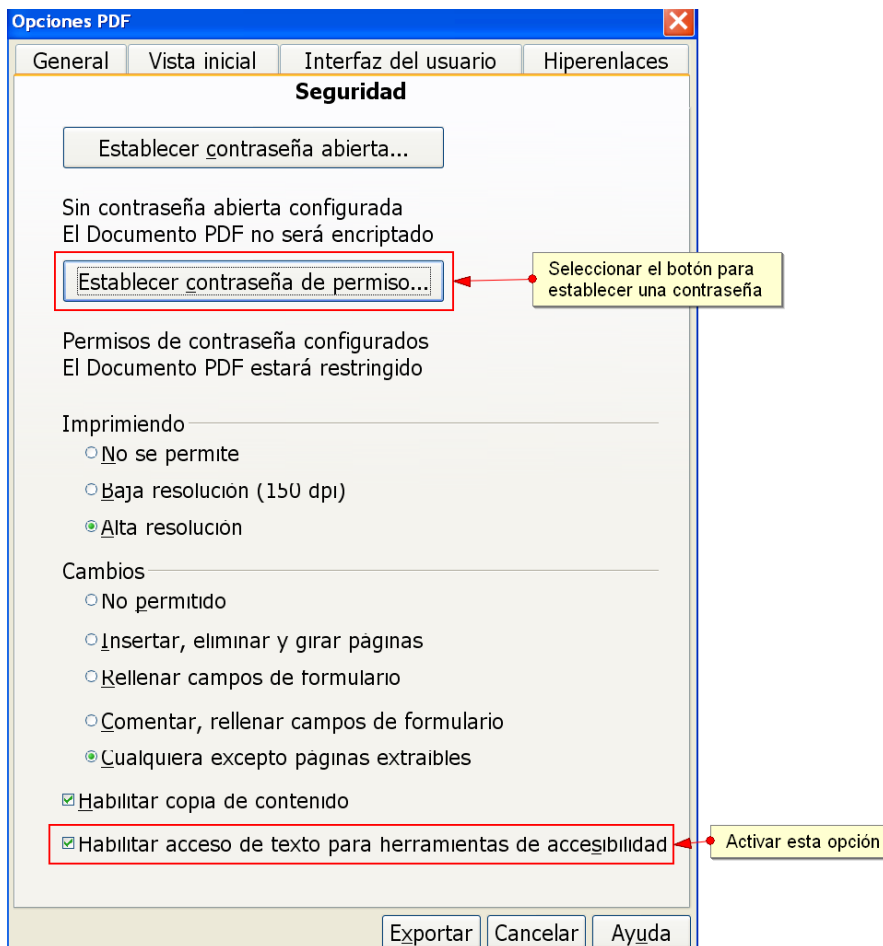 Opciones PDF
General Vista inicial Interfaz del usuario Hiperenlaces
Seguridad
Establecer contraseña abierta...
Sin contraseña abierta configurada
El Documento PDF no será encriptado
Establecer contraseña de permiso...
Seleccionar el botón para
establecer una contraseña
Permisos de contraseña configurados
El Documento PDF estará restringido
Imprimiendo
No se permite
Baja resolución (150 dpi)
Alta resolución
Cambios
No permitido
Insertar, eliminar y girar páginas
Rellenar campos de formulario
Comentar, rellenar campos de formulario
Cualquiera excepto páginas extraíbles
Habilitar copia de contenido
Habilitar acceso de texto para herramientas de accesibilidad
Activar esta opción
Exportar Cancelar Ayuda